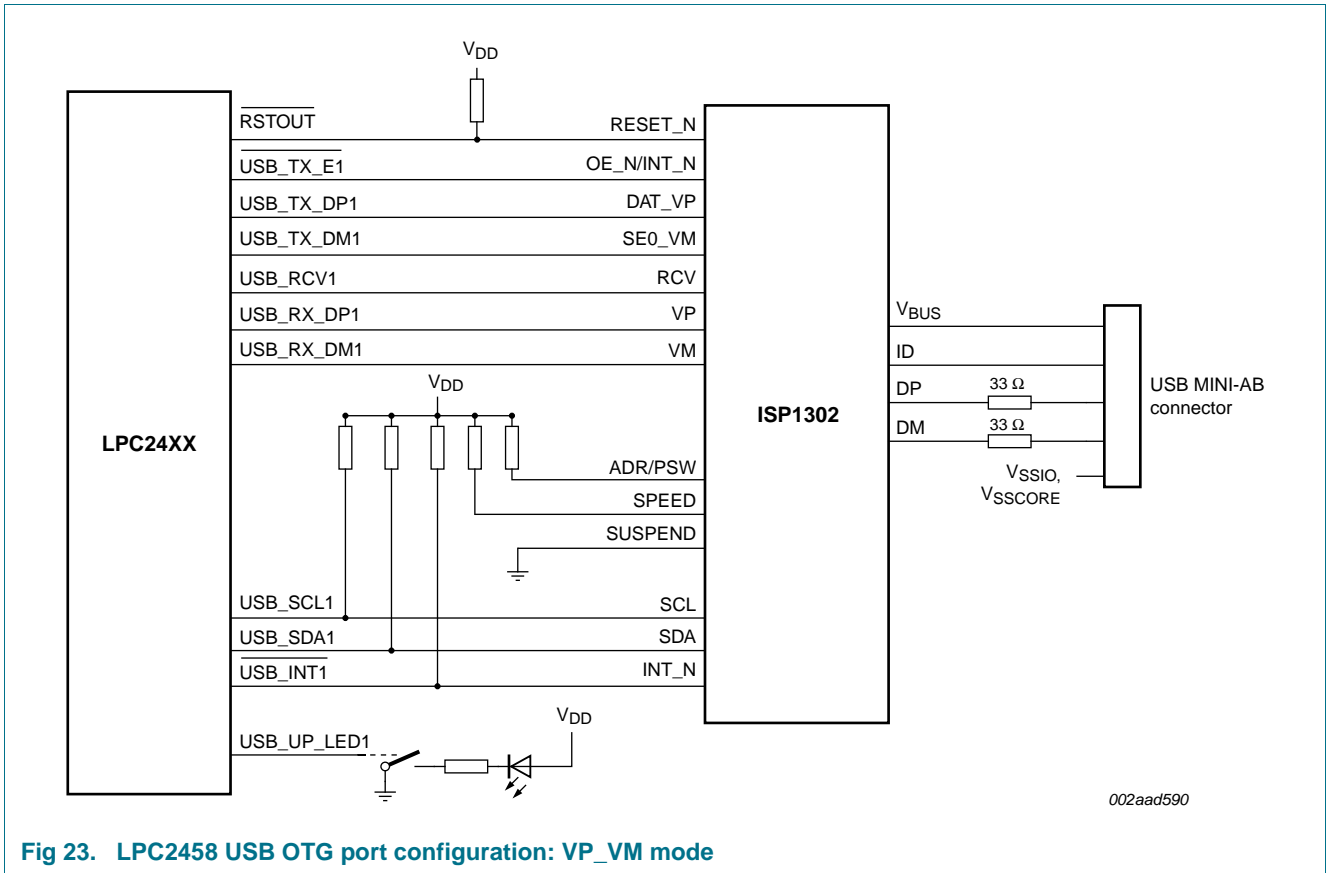 VDD
RSTOUT
RESET_N
USB_TX_E1
OE_N/INT_N
USB_TX_DP1
DAT_VP
USB_TX_DM1
SE0_VM
USB_RCV1
RCV
USB_RX_DP1
VP
USB_RX_DM1
VM
VBUS
ID
DP
33 Ω
DM
33 Ω
USB MINI-AB
connector
VSSIO,
VSSCORE
LPC24XX
ISP1302
VDD
ADR/PSW
SPEED
SUSPEND
USB_SCL1
SCL
USB_SDA1
SDA
USB_INT1
INT_N
VDD
USB_UP_LED1
002aad590
Fig 23. LPC2458 USB OTG port configuration: VP_VM mode